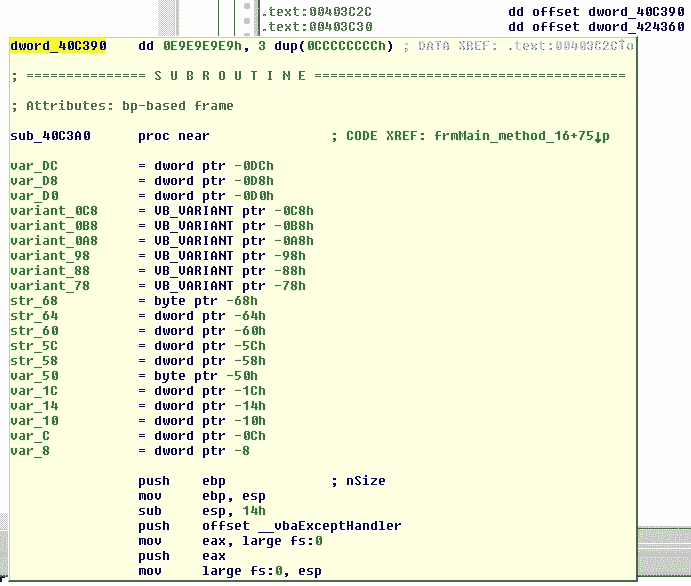 .text:00403C2C dd offset dword_40C390
.text:00403C30 dd offset dword_424360
dword_40C390 dd 0E9E9E9E9h, 3 dup(0CCCCCCCCh) ; DATA XREF: .text:00403C2C↑o
; =============== S U B R O U T I N E =======================================
; Attributes: bp-based frame
sub_40C3A0 proc near ; CODE XREF: frmMain_method_16+75↓p
var_DC = dword ptr -0DCh
var_D8 = dword ptr -0D8h
var_D0 = dword ptr -0D0h
variant_0C8 = VB_VARIANT ptr -0C8h
variant_0B8 = VB_VARIANT ptr -0B8h
variant_0A8 = VB_VARIANT ptr -0A8h
variant_98 = VB_VARIANT ptr -98h
variant_88 = VB_VARIANT ptr -88h
variant_78 = VB_VARIANT ptr -78h
str_68 = byte ptr -68h
str_64 = dword ptr -64h
str_60 = dword ptr -60h
str_5C = dword ptr -5Ch
str_58 = dword ptr -58h
var_50 = byte ptr -50h
var_1C = dword ptr -1Ch
var_14 = dword ptr -14h
var_10 = dword ptr -10h
var_C = dword ptr -0Ch
var_8 = dword ptr -8
push ebp ; nSize
mov ebp, esp
sub esp, 14h
push offset __vbaExceptHandler
mov eax, large fs:0
push eax
mov large fs:0, esp